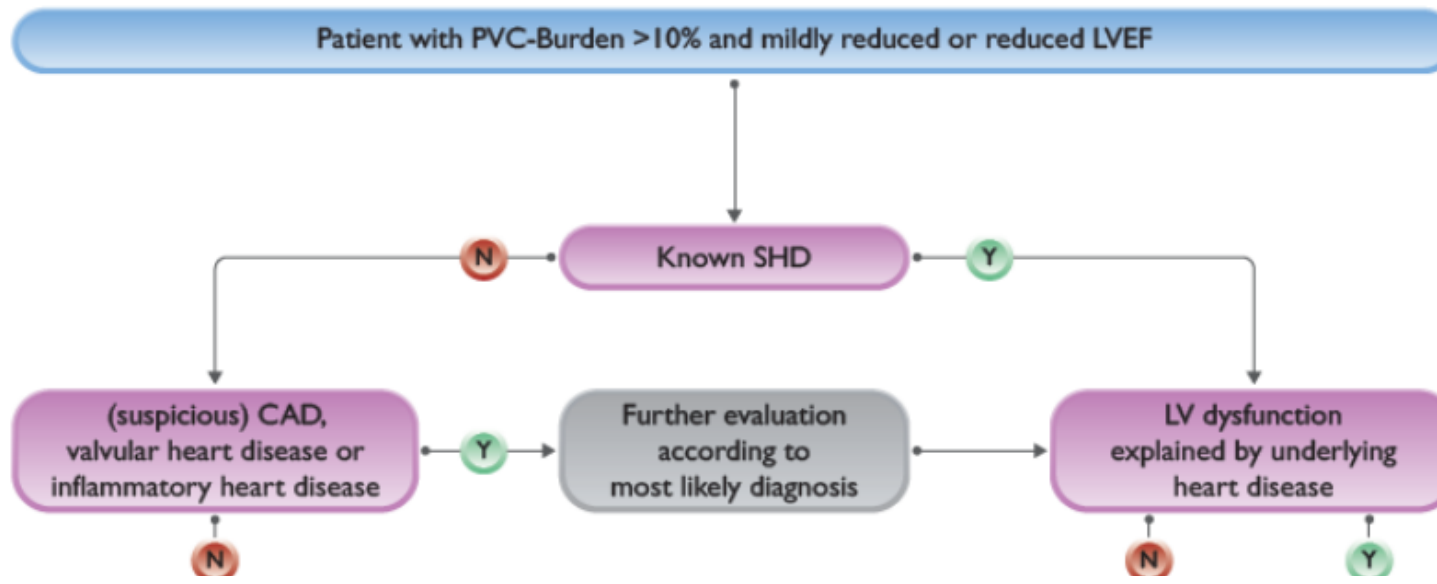 Patient with PVC-Burden >10% and mildly reduced or reduced LVEF
N
Known SHD
Y
(suspicious) CAD,
valvular heart disease or
inflammatory heart disease
Y
Further evaluation
according to
most likely diagnosis
LV dysfunction
explained by underlying
heart disease
N
N
Y